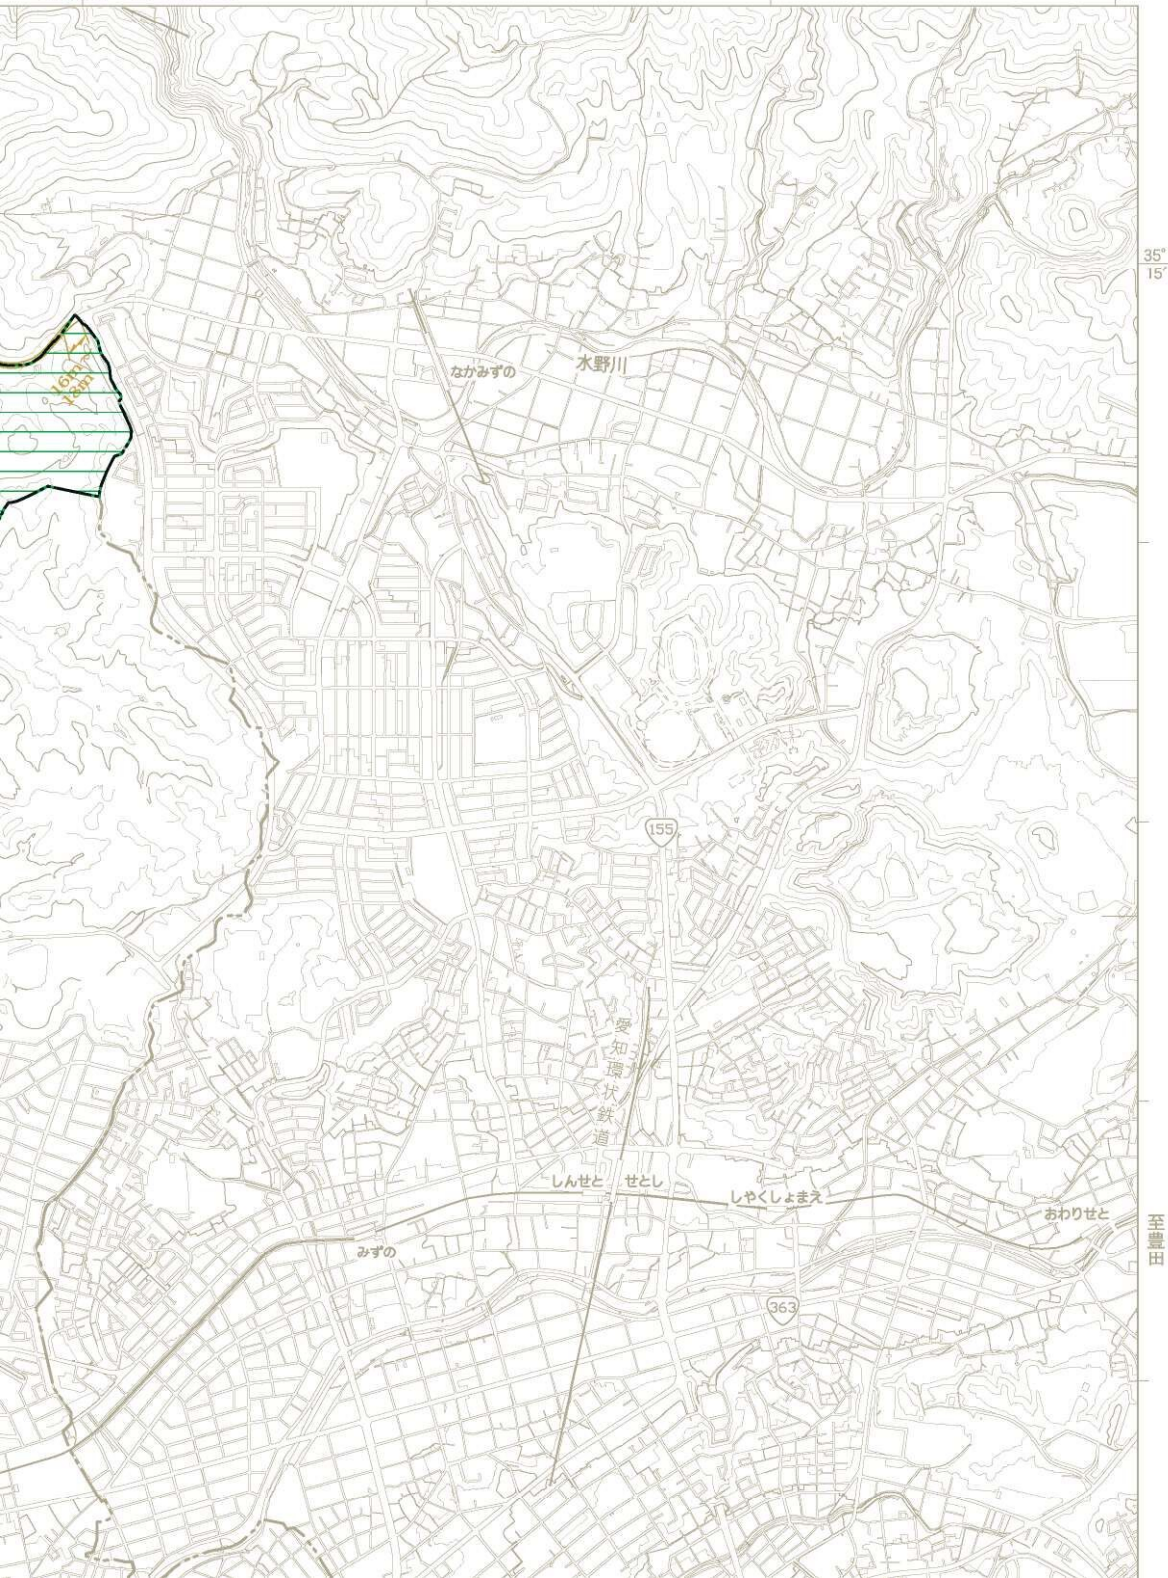 35°
15′
16m
18m
なかみずの
水野川
155
愛知環状鉄道
しんせと
せとし
しやくしょまえ
おわりせと
至豊田
みずの
363